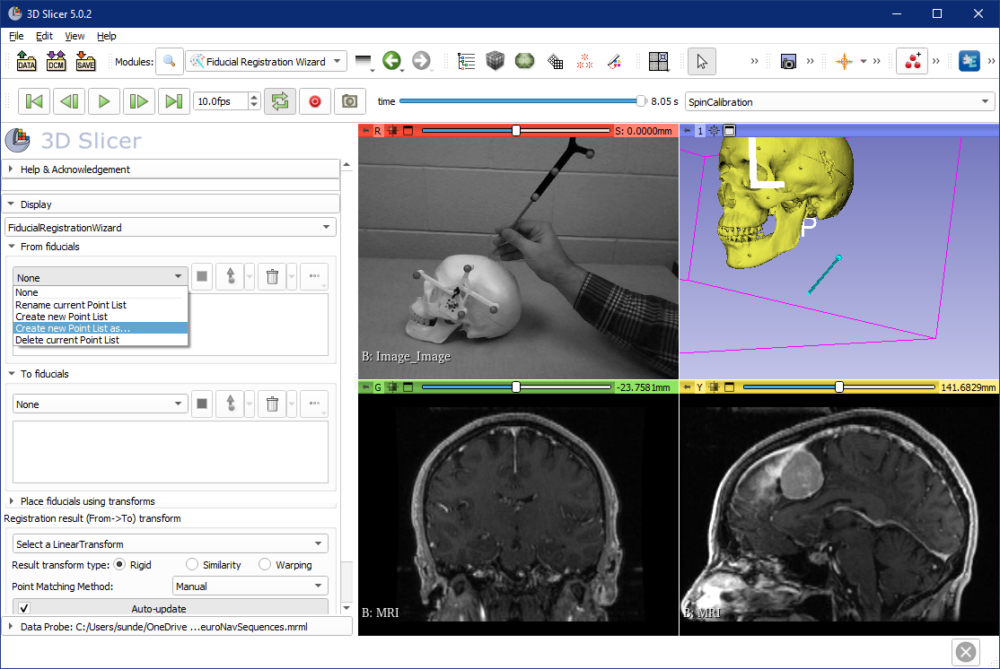 3D Slicer 5.0.2
File Edit View Help
DATA DCM SAVE Modules: Fiducial Registration Wizard
10.0fps time 8.05 s SpinCalibration
3D Slicer
Help & Acknowledgement
Display
FiducialRegistrationWizard
From fiducials
None
None
Rename current Point List
Create new Point List
Create new Point List as...
Delete current Point List
To fiducials
None
Place fiducials using transforms
Registration result (From->To) transform
Select a LinearTransform
Result transform type: Rigid Similarity Warping
Point Matching Method: Manual
Auto-update
Data Probe: C:/Users/sunde/OneDrive ...euroNavSequences.mrml
R S: 0.0000mm
B: Image_Image
1
L
P
G -23.7581mm
B: MRI
Y 141.6829mm
B: MRI